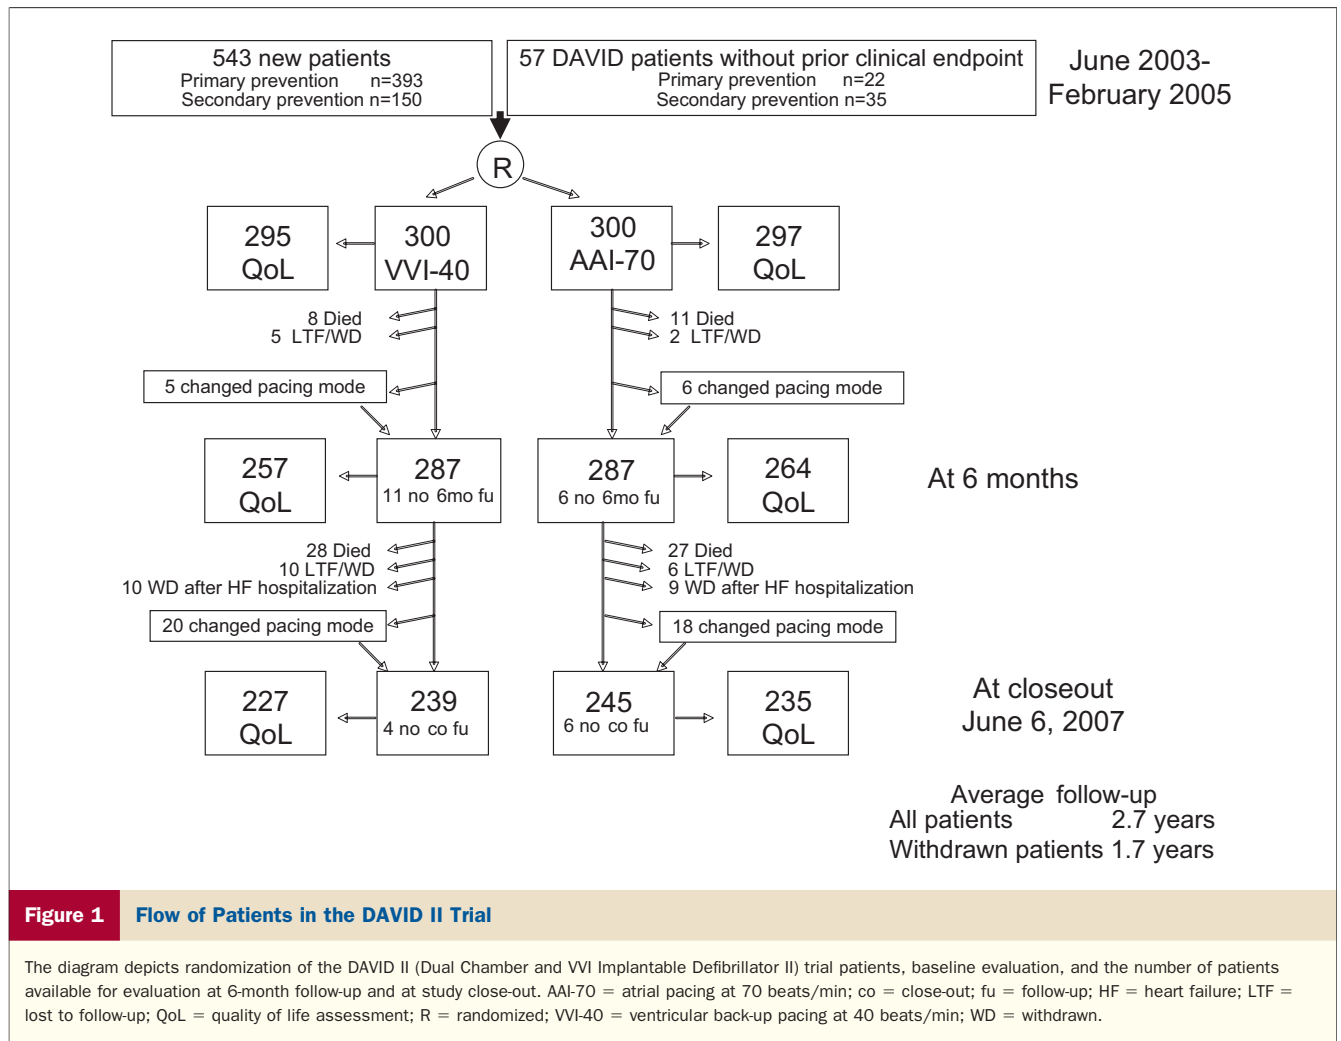 543 new patients
Primary prevention n=393
Secondary prevention n=150
57 DAVID patients without prior clinical endpoint
Primary prevention n=22
Secondary prevention n=35
June 2003-
February 2005
R
295
QoL
300
VVI-40
300
AAI-70
297
QoL
8 Died
5 LTF/WD
11 Died
2 LTF/WD
5 changed pacing mode
6 changed pacing mode
257
QoL
287
11 no 6mo fu
287
6 no 6mo fu
264
QoL
At 6 months
28 Died
10 LTF/WD
10 WD after HF hospitalization
27 Died
6 LTF/WD
9 WD after HF hospitalization
20 changed pacing mode
18 changed pacing mode
227
QoL
239
4 no co fu
245
6 no co fu
235
QoL
At closeout
June 6, 2007
Average follow-up
All patients 2.7 years
Withdrawn patients 1.7 years
Figure 1 Flow of Patients in the DAVID II Trial
The diagram depicts randomization of the DAVID II (Dual Chamber and VVI Implantable Defibrillator II) trial patients, baseline evaluation, and the number of patients
available for evaluation at 6-month follow-up and at study close-out. AAI-70 = atrial pacing at 70 beats/min; co = close-out; fu = follow-up; HF = heart failure; LTF =
lost to follow-up; QoL = quality of life assessment; R = randomized; VVI-40 = ventricular back-up pacing at 40 beats/min; WD = withdrawn.